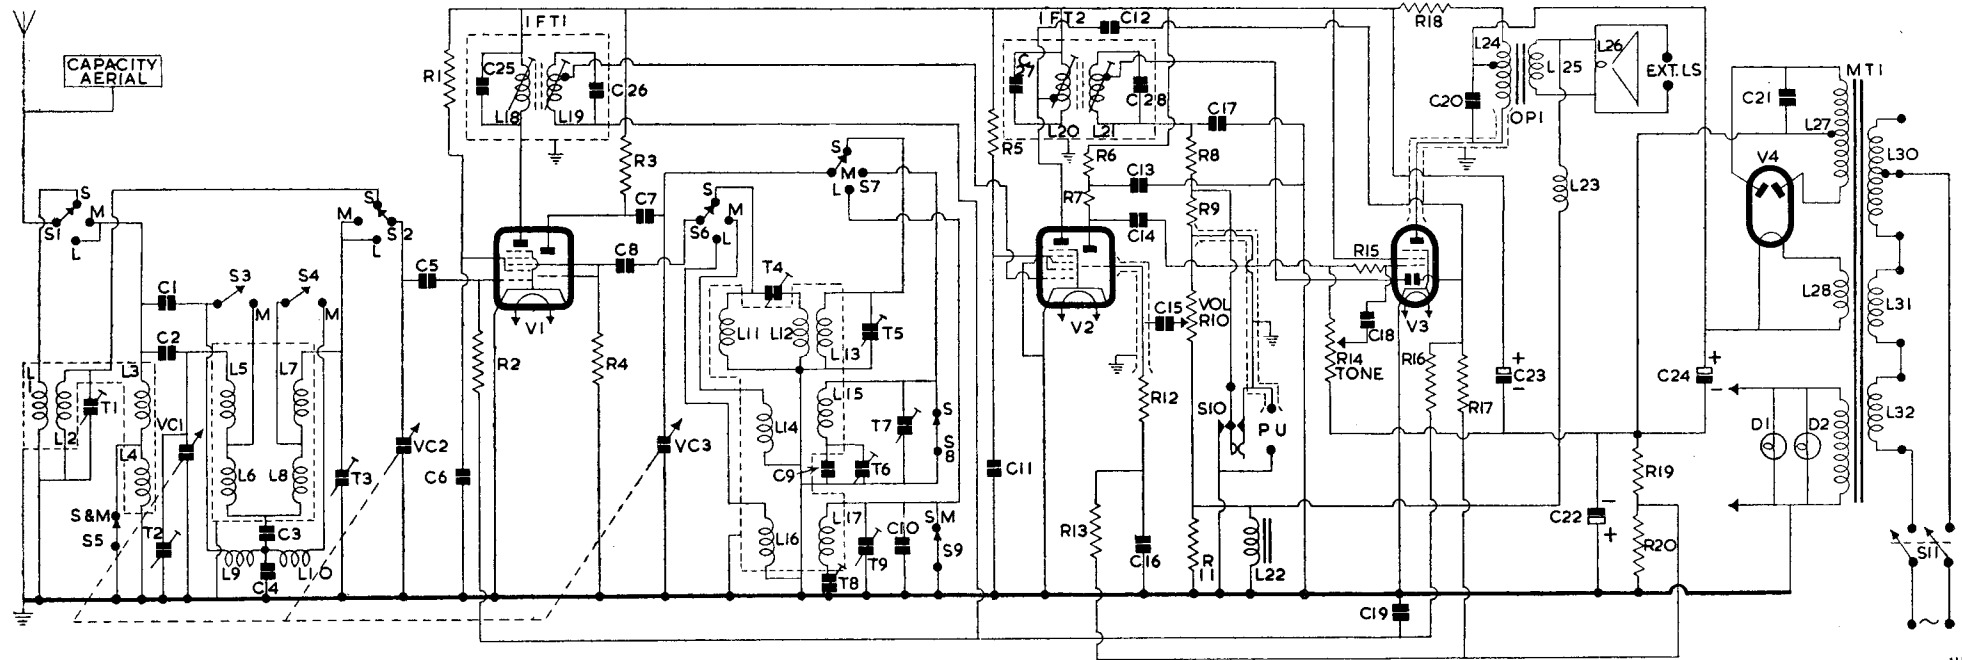 CAPACITY
AERIAL
IFT1
R1
C25
L18
L19
C26
R3
C7
S
S1
M
L
M
S
S2
L
C5
C1
C2
S3
M
S4
M
L
L2
T1
L3
L4
VC1
L5
L6
L7
L8
S&M
S5
T2
C3
C4
L9
L10
T3
VC2
C6
R2
V1
R4
C8
S
S6
M
L
S
M
S7
L
T4
L11
L12
L13
T5
L14
L15
C9
T6
T7
S
S8
L16
L17
T8
T9
C10
S
M
S9
VC3
IFT2
C12
C27
L20
L21
C28
R5
R6
R7
C13
C14
C17
R8
R9
V2
C15
VOL
R10
C11
R12
R13
C16
R11
L22
S10
PU
R14
TONE
R15
C18
V3
R16
R17
C19
C23
+
−
R18
L24
C20
OP1
L25
L26
EXT.LS
L23
C21
L27
V4
L28
MT1
L30
L31
L32
C24
+
−
D1
D2
C22
−
+
R19
R20
S11
~